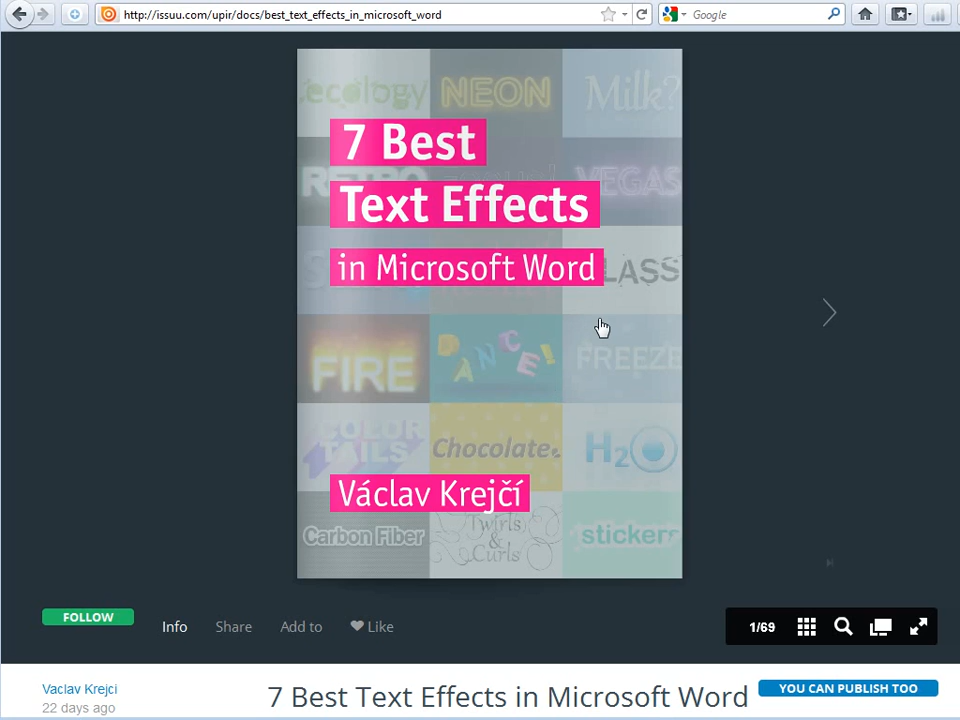 http://issuu.com/upir/docs/best_text_effects_in_microsoft_word
Google
ecology NEON Milk?
7 Best
RETRO VEGAS
Text Effects
in Microsoft Word
GLASS
FIRE DANCE! FREEZE
COLOR
TAILS Chocolate. H2O
Václav Krejčí
Carbon Fiber Twirls & Curls stickers
FOLLOW Info Share Add to Like 1/69
Vaclav Krejci 7 Best Text Effects in Microsoft Word YOU CAN PUBLISH TOO
22 days ago